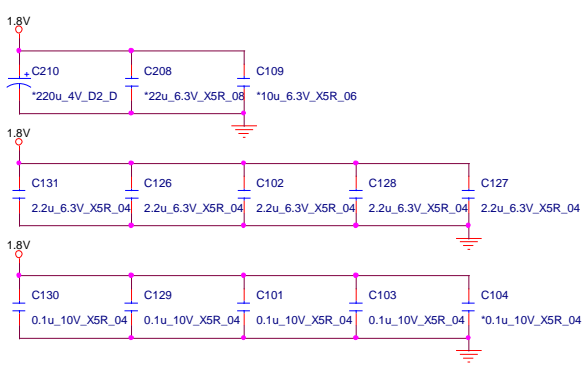 1.8V
C210 C208 C109
*220u_4V_D2_D *22u_6.3V_X5R_08 *10u_6.3V_X5R_06
1.8V
C131 C126 C102 C128 C127
2.2u_6.3V_X5R_04 2.2u_6.3V_X5R_04 2.2u_6.3V_X5R_04 2.2u_6.3V_X5R_04 2.2u_6.3V_X5R_04
1.8V
C130 C129 C101 C103 C104
0.1u_10V_X5R_04 0.1u_10V_X5R_04 0.1u_10V_X5R_04 0.1u_10V_X5R_04 *0.1u_10V_X5R_04